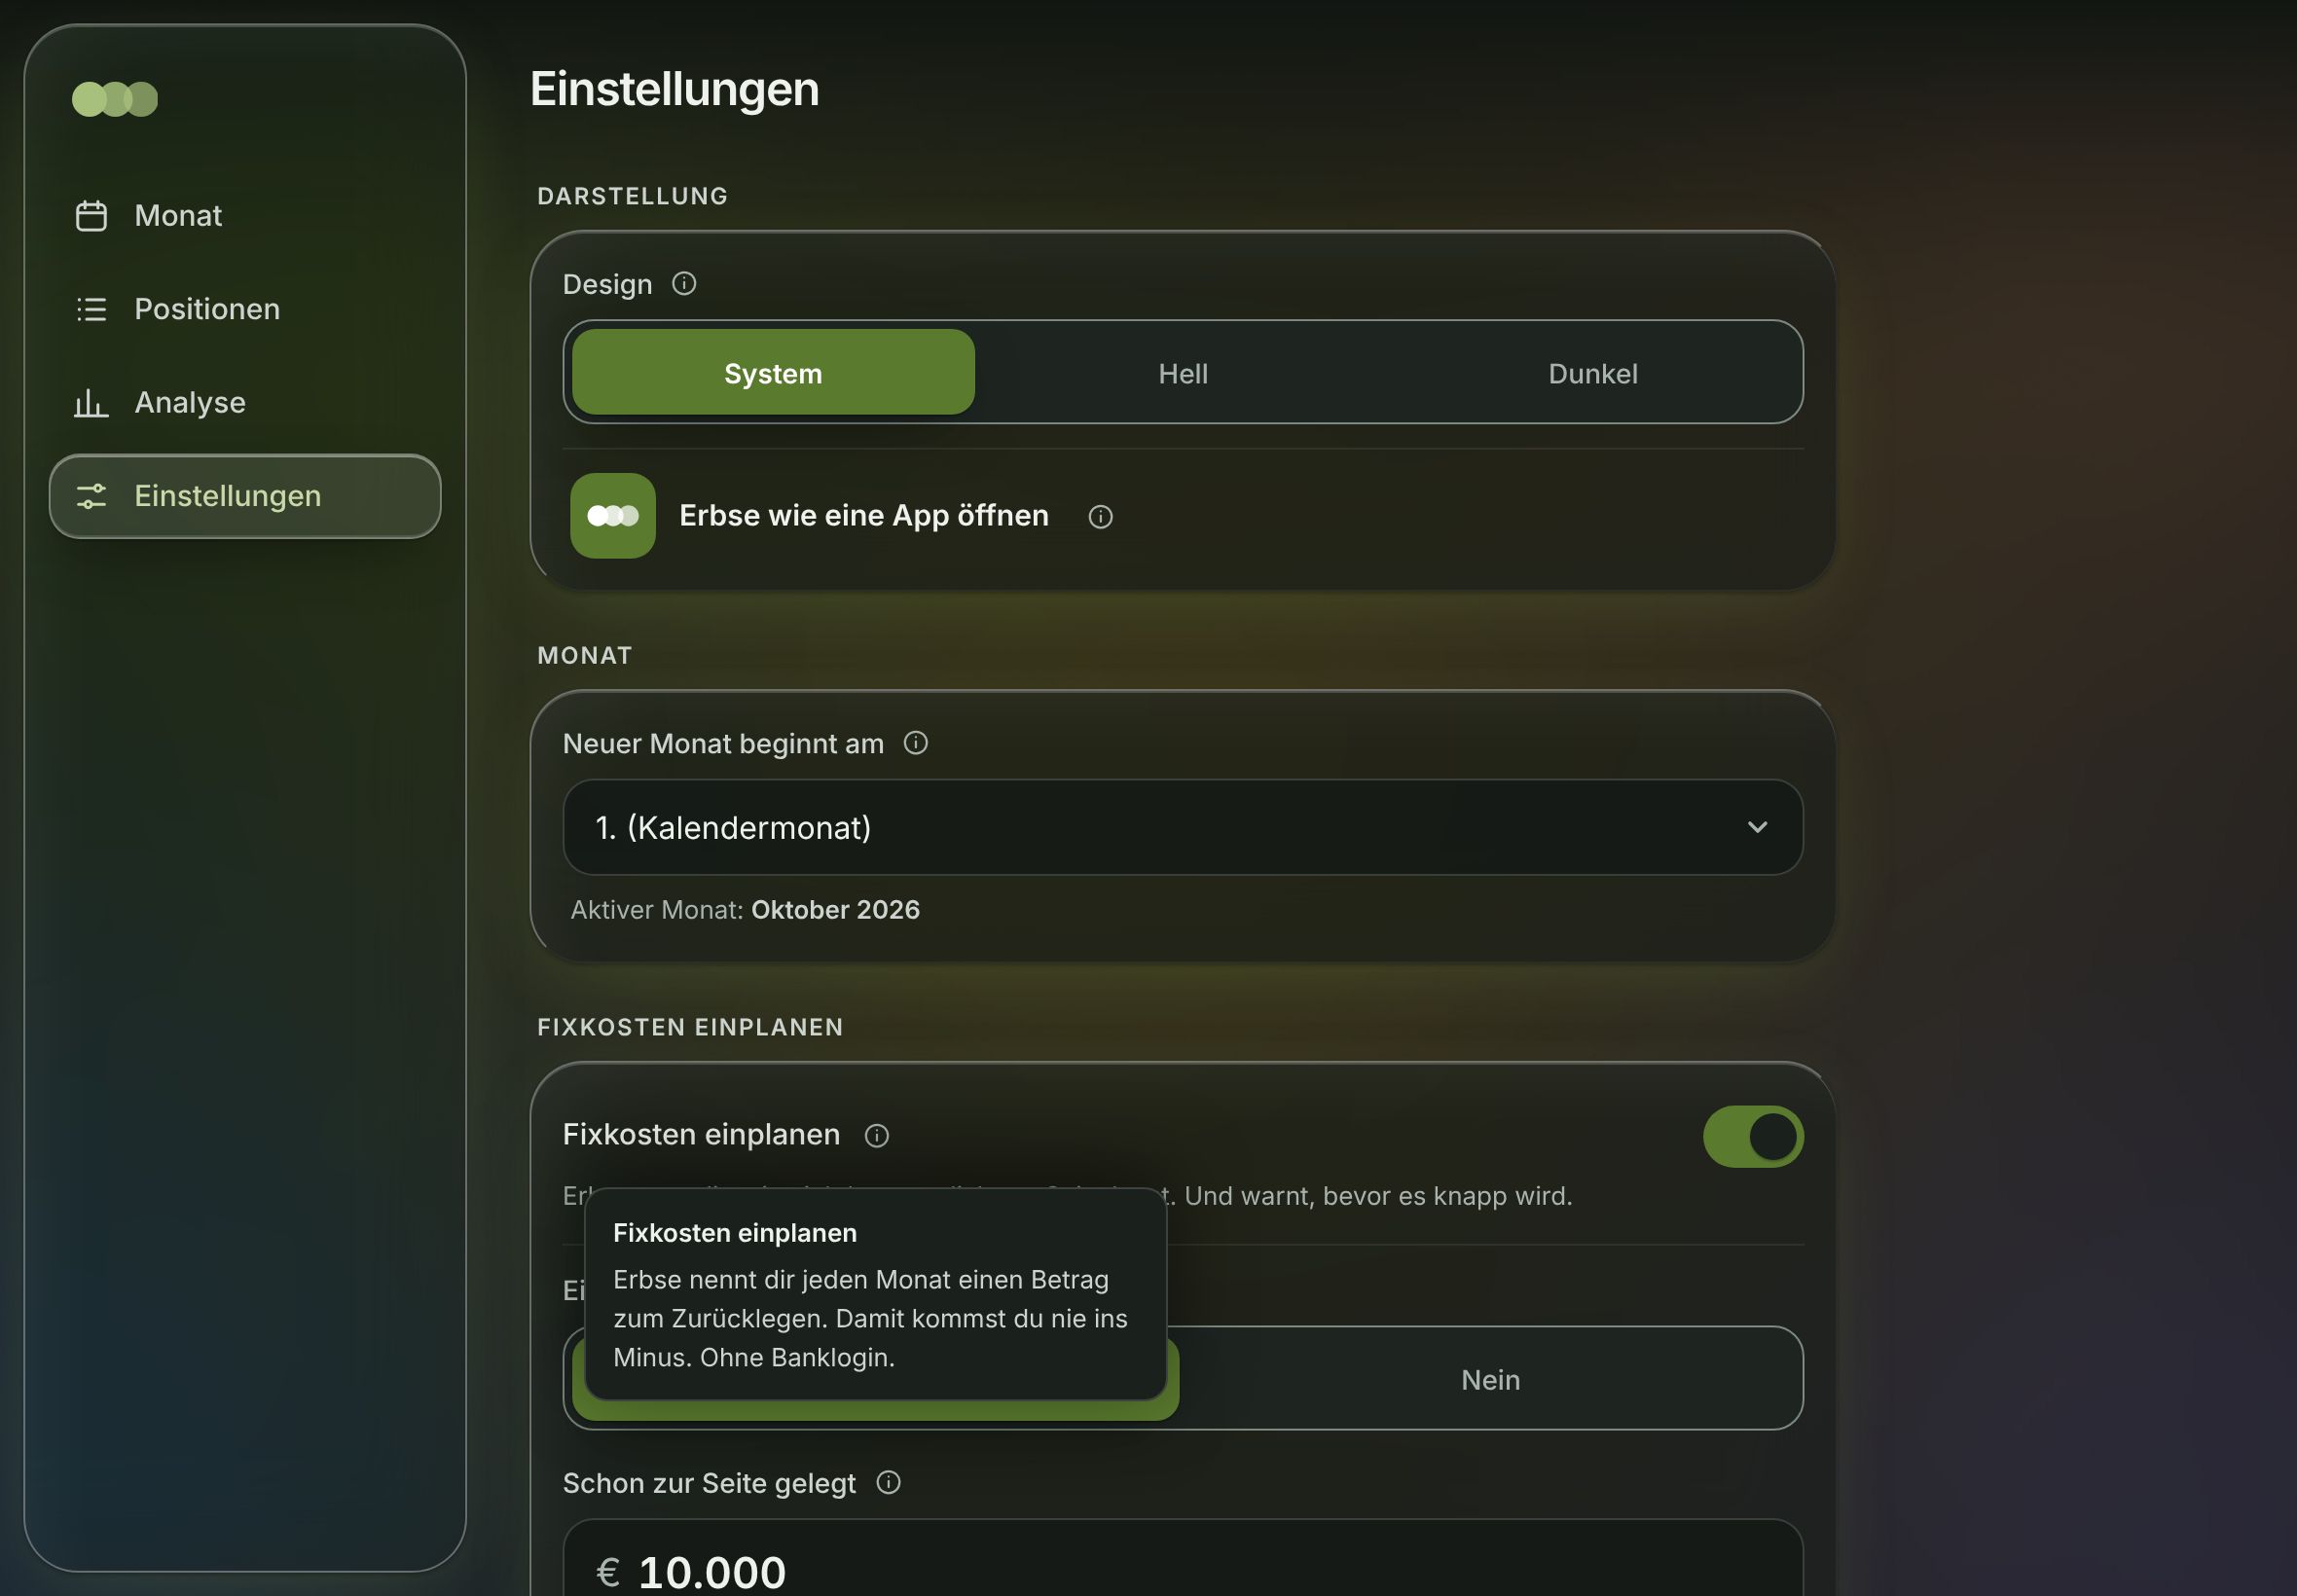 Einstellungen
Monat
Positionen
Analyse
Einstellungen
DARSTELLUNG
Design
System
Hell
Dunkel
Erbse wie eine App öffnen
MONAT
Neuer Monat beginnt am
1. (Kalendermonat)
Aktiver Monat: Oktober 2026
FIXKOSTEN EINPLANEN
Fixkosten einplanen
Und warnt, bevor es knapp wird.
Fixkosten einplanen
Erbse nennt dir jeden Monat einen Betrag
zum Zurücklegen. Damit kommst du nie ins
Minus. Ohne Banklogin.
Nein
Schon zur Seite gelegt
€ 10.000